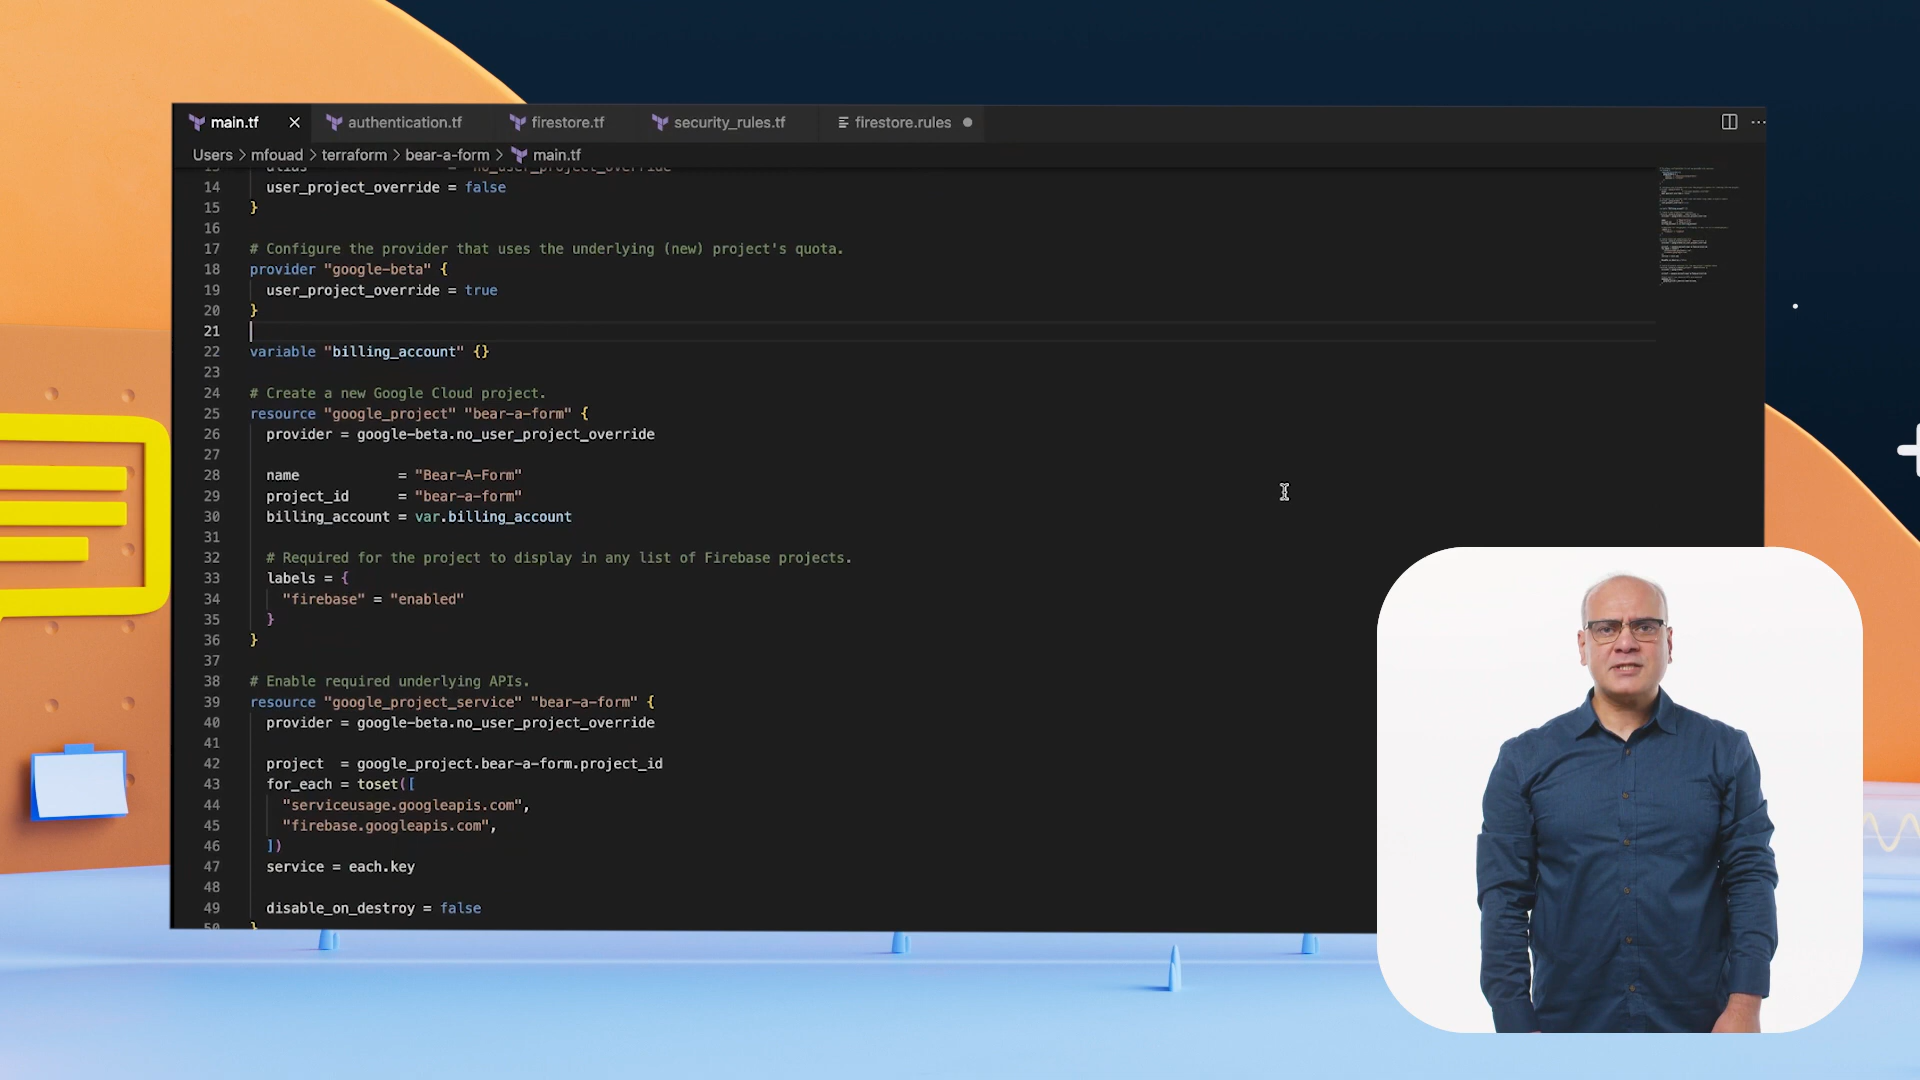 main.tf
authentication.tf
firestore.tf
security_rules.tf
firestore.rules
Users > mfouad > terraform > bear-a-form > main.tf
13 alias = "no_user_project_override"
14 user_project_override = false
15 }
16
17 # Configure the provider that uses the underlying (new) project's quota.
18 provider "google-beta" {
19 user_project_override = true
20 }
21
22 variable "billing_account" {}
23
24 # Create a new Google Cloud project.
25 resource "google_project" "bear-a-form" {
26 provider = google-beta.no_user_project_override
27
28 name = "Bear-A-Form"
29 project_id = "bear-a-form"
30 billing_account = var.billing_account
31
32 # Required for the project to display in any list of Firebase projects.
33 labels = {
34 "firebase" = "enabled"
35 }
36 }
37
38 # Enable required underlying APIs.
39 resource "google_project_service" "bear-a-form" {
40 provider = google-beta.no_user_project_override
41
42 project = google_project.bear-a-form.project_id
43 for_each = toset([
44 "serviceusage.googleapis.com",
45 "firebase.googleapis.com",
46 ])
47 service = each.key
48
49 disable_on_destroy = false
50 }